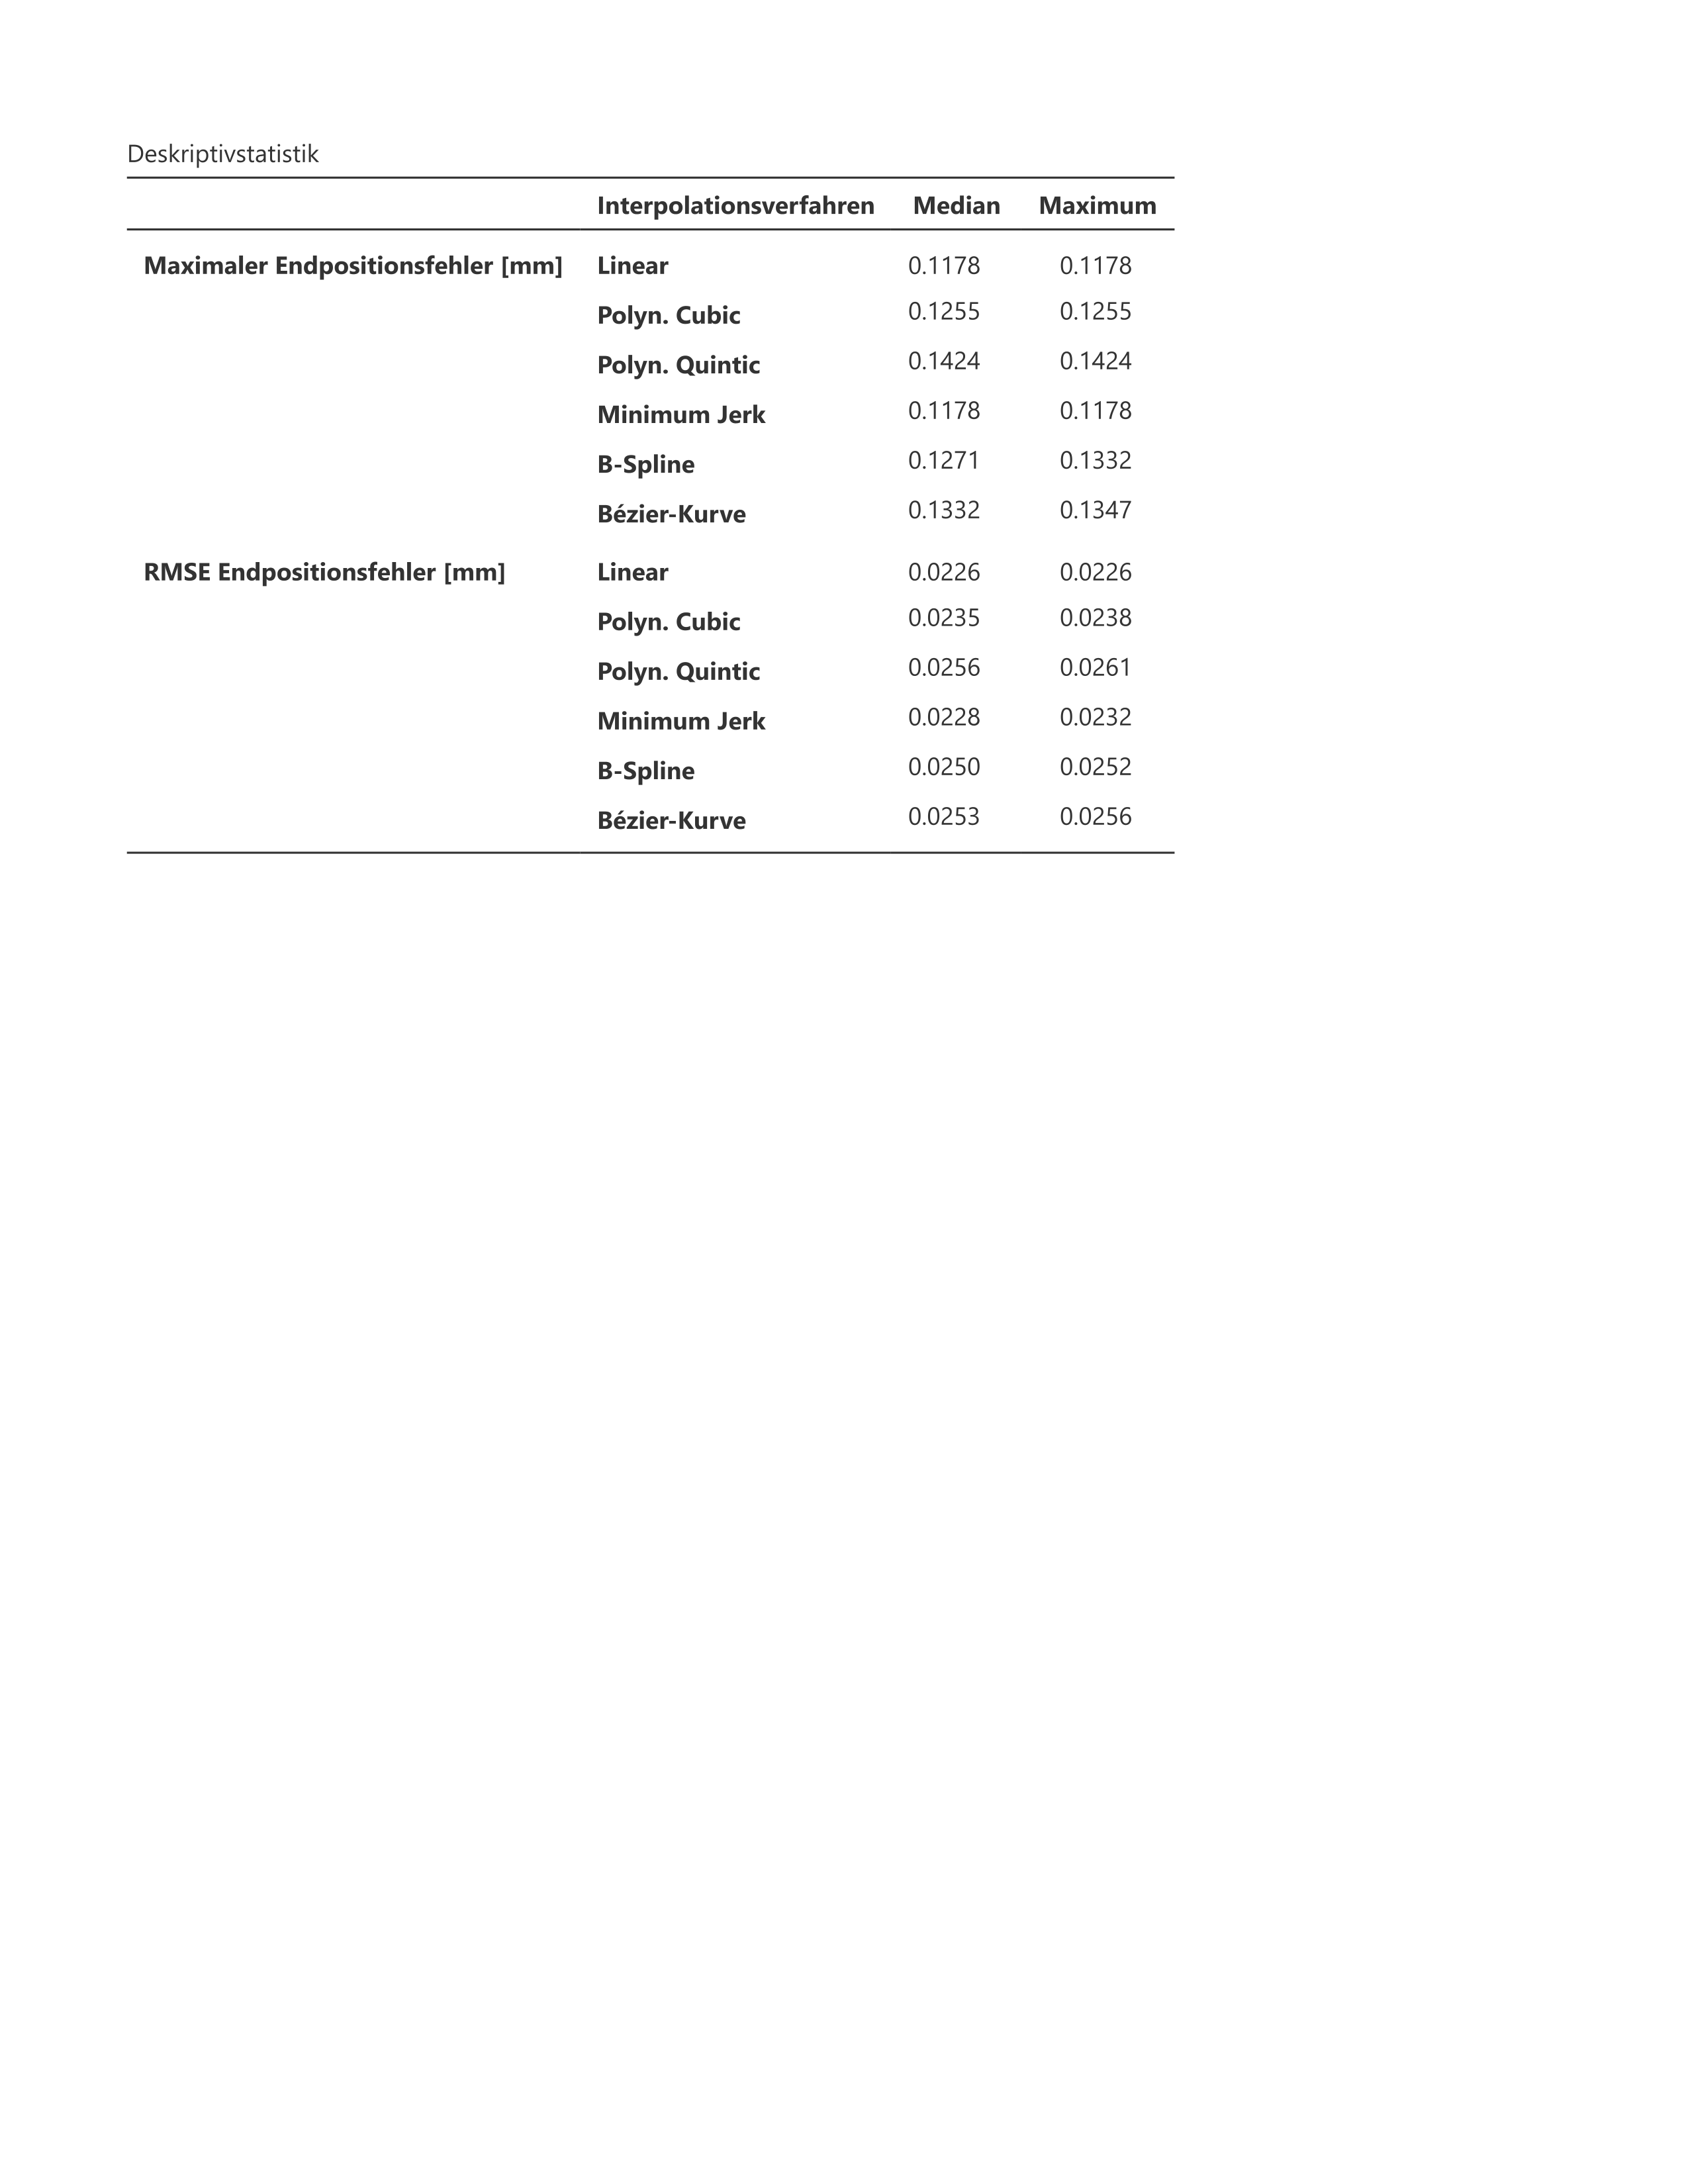 Deskriptivstatistik
Interpolationsverfahren Median Maximum
Maximaler Endpositionsfehler [mm] Linear 0.1178 0.1178
Polyn. Cubic 0.1255 0.1255
Polyn. Quintic 0.1424 0.1424
Minimum Jerk 0.1178 0.1178
B-Spline 0.1271 0.1332
Bézier-Kurve 0.1332 0.1347
RMSE Endpositionsfehler [mm] Linear 0.0226 0.0226
Polyn. Cubic 0.0235 0.0238
Polyn. Quintic 0.0256 0.0261
Minimum Jerk 0.0228 0.0232
B-Spline 0.0250 0.0252
Bézier-Kurve 0.0253 0.0256